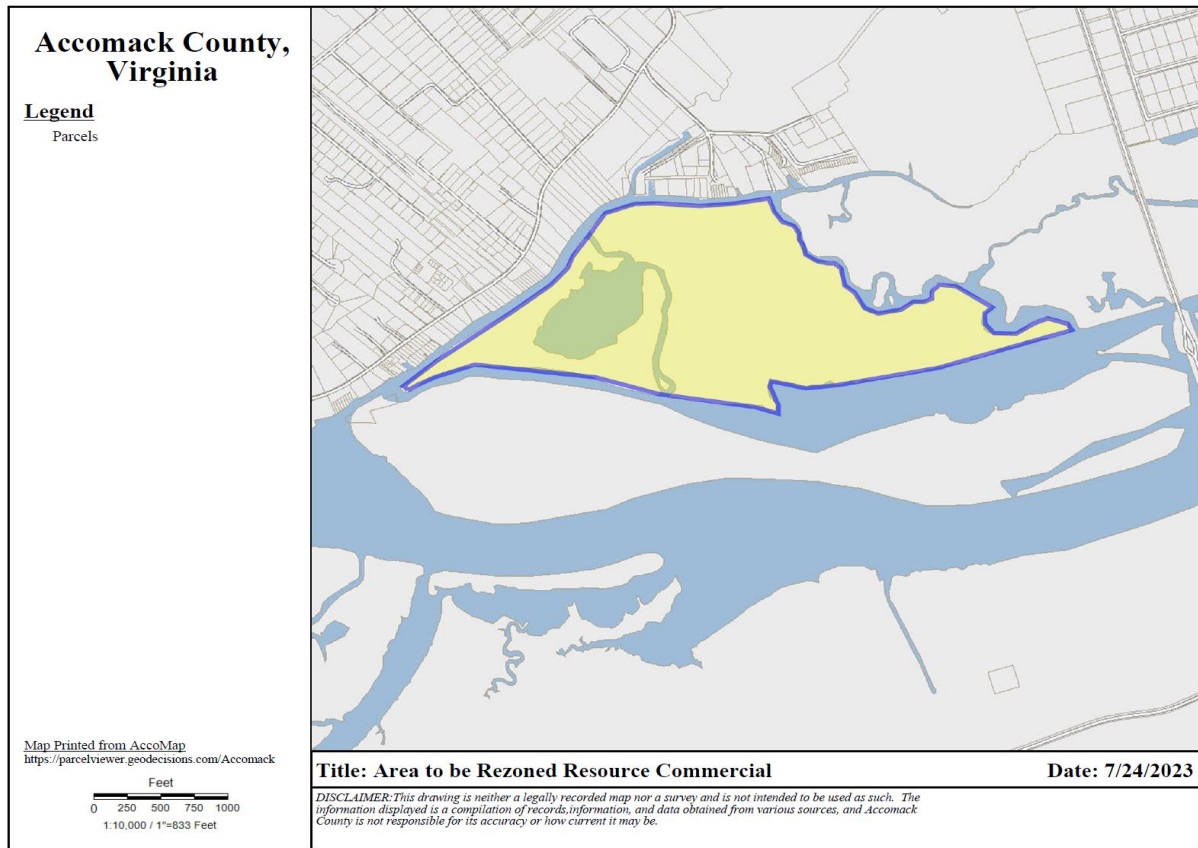 Accomack County,
Virginia
Legend
Parcels
Map Printed from AccoMap
https://parcelviewer.geodecisions.com/Accomack
Feet
0 250 500 750 1000
1:10,000 / 1"=833 Feet
Title: Area to be Rezoned Resource Commercial
Date: 7/24/2023
DISCLAIMER:This drawing is neither a legally recorded map nor a survey and is not intended to be used as such. The
information displayed is a compilation of records,information, and data obtained from various sources, and Accomack
County is not responsible for its accuracy or how current it may be.